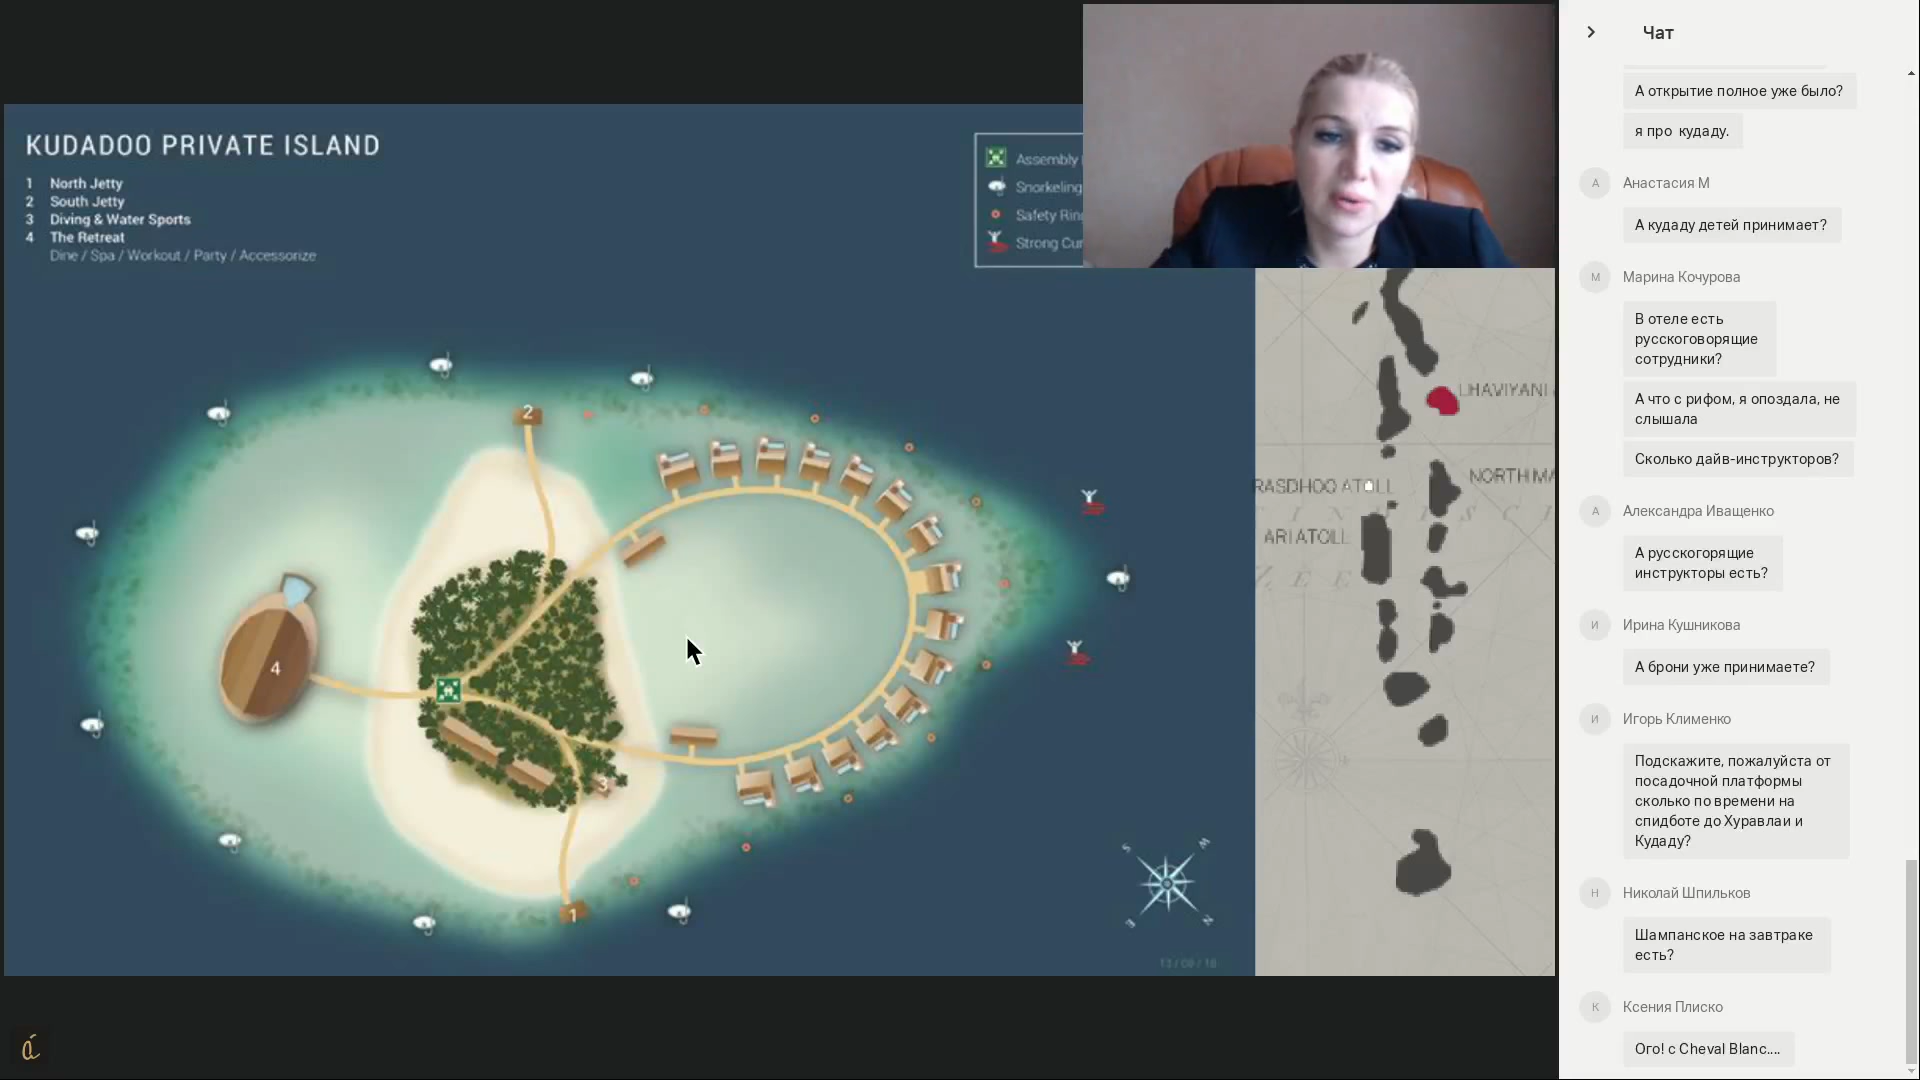 KUDADOO PRIVATE ISLAND
1 North Jetty
2 South Jetty
3 Diving & Water Sports
4 The Retreat
Dine / Spa / Workout / Party / Accessorize
Assembly
Snorkeling
Safety Rin
Strong Cur
2
4
3
1
LHAVIYANI
RASDHOO ATOLL
NORTH MA
ARI ATOLL
Z E E
S
W
E
N
á
Чат
А открытие полное уже было?
я про кудаду.
А
Анастасия М
А кудаду детей принимает?
М
Марина Кочурова
В отеле есть
русскоговорящие
сотрудники?
А что с рифом, я опоздала, не
слышала
Сколько дайв-инструкторов?
А
Александра Иващенко
А русскогорящие
инструкторы есть?
И
Ирина Кушникова
А брони уже принимаете?
И
Игорь Клименко
Подскажите, пожалуйста от
посадочной платформы
сколько по времени на
спидботе до Хуравлаи и
Кудаду?
Н
Николай Шпильков
Шампанское на завтраке
есть?
К
Ксения Плиско
Ого! с Cheval Blanc....